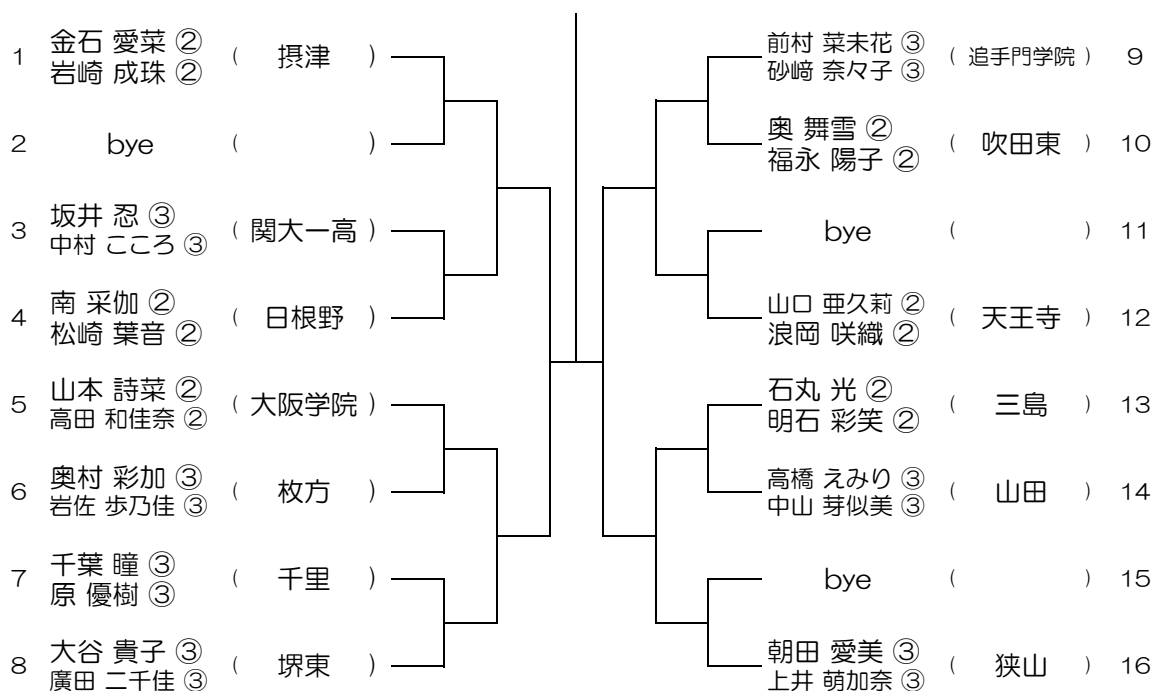 1 金石 愛菜 ② ( 摂津 )
岩崎 成珠 ②
2 bye ( )
3 坂井 忍 ③ ( 関大一高 )
中村 こころ ③
4 南 采伽 ② ( 日根野 )
松崎 葉音 ②
5 山本 詩菜 ② ( 大阪学院 )
高田 和佳奈 ②
6 奥村 彩加 ③ ( 枚方 )
岩佐 歩乃佳 ③
7 千葉 瞳 ③ ( 千里 )
原 優樹 ③
8 大谷 貴子 ③ ( 堺東 )
廣田 二千佳 ③
前村 菜未花 ③ ( 追手門学院 ) 9
砂﨑 奈々子 ③
奥 舞雪 ② ( 吹田東 ) 10
福永 陽子 ②
bye ( ) 11
山口 亜久莉 ② ( 天王寺 ) 12
浪岡 咲織 ②
石丸 光 ② ( 三島 ) 13
明石 彩笑 ②
高橋 えみり ③ ( 山田 ) 14
中山 芽似美 ③
bye ( ) 15
朝田 愛美 ③ ( 狭山 ) 16
上井 萌加奈 ③